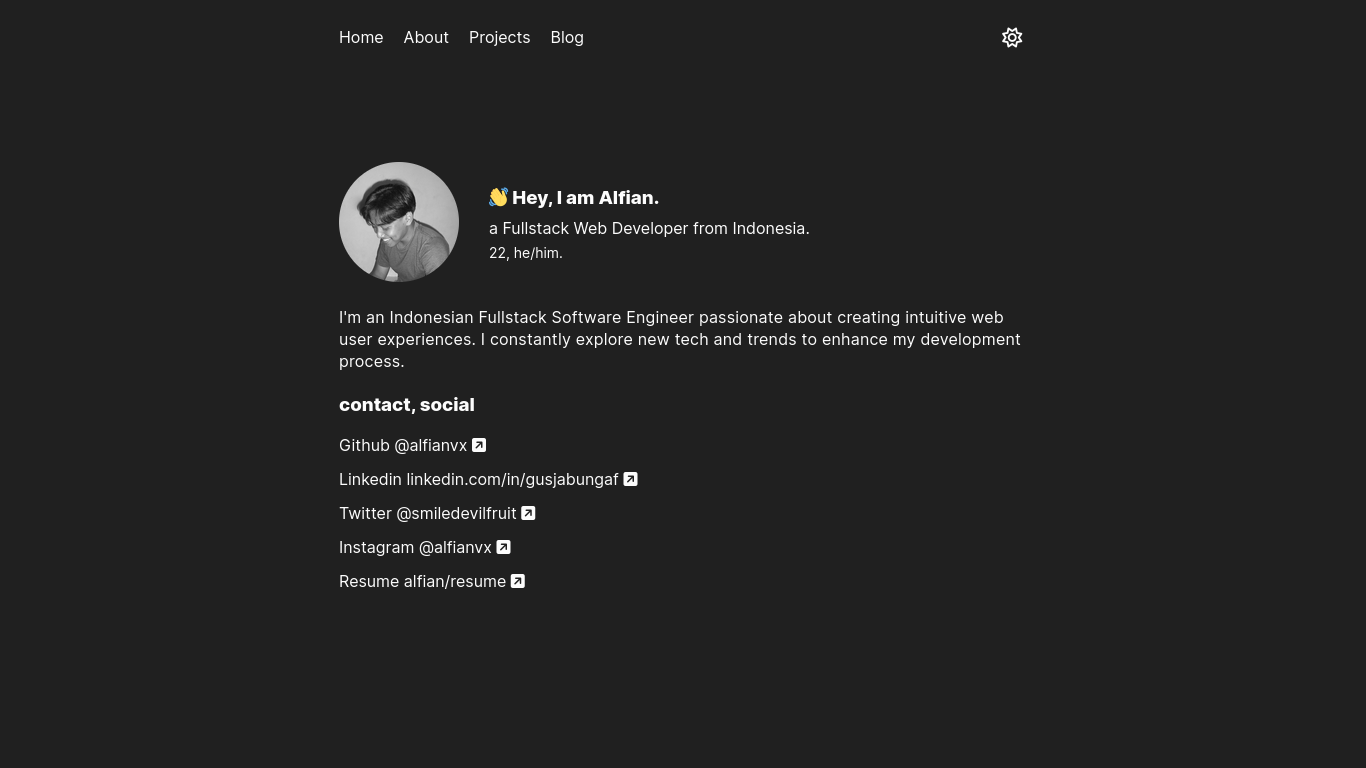 Home About Projects Blog
👋 Hey, I am Alfian.
a Fullstack Web Developer from Indonesia.
22, he/him.
I'm an Indonesian Fullstack Software Engineer passionate about creating intuitive web
user experiences. I constantly explore new tech and trends to enhance my development
process.
contact, social
Github @alfianvx
Linkedin linkedin.com/in/gusjabungaf
Twitter @smiledevilfruit
Instagram @alfianvx
Resume alfian/resume